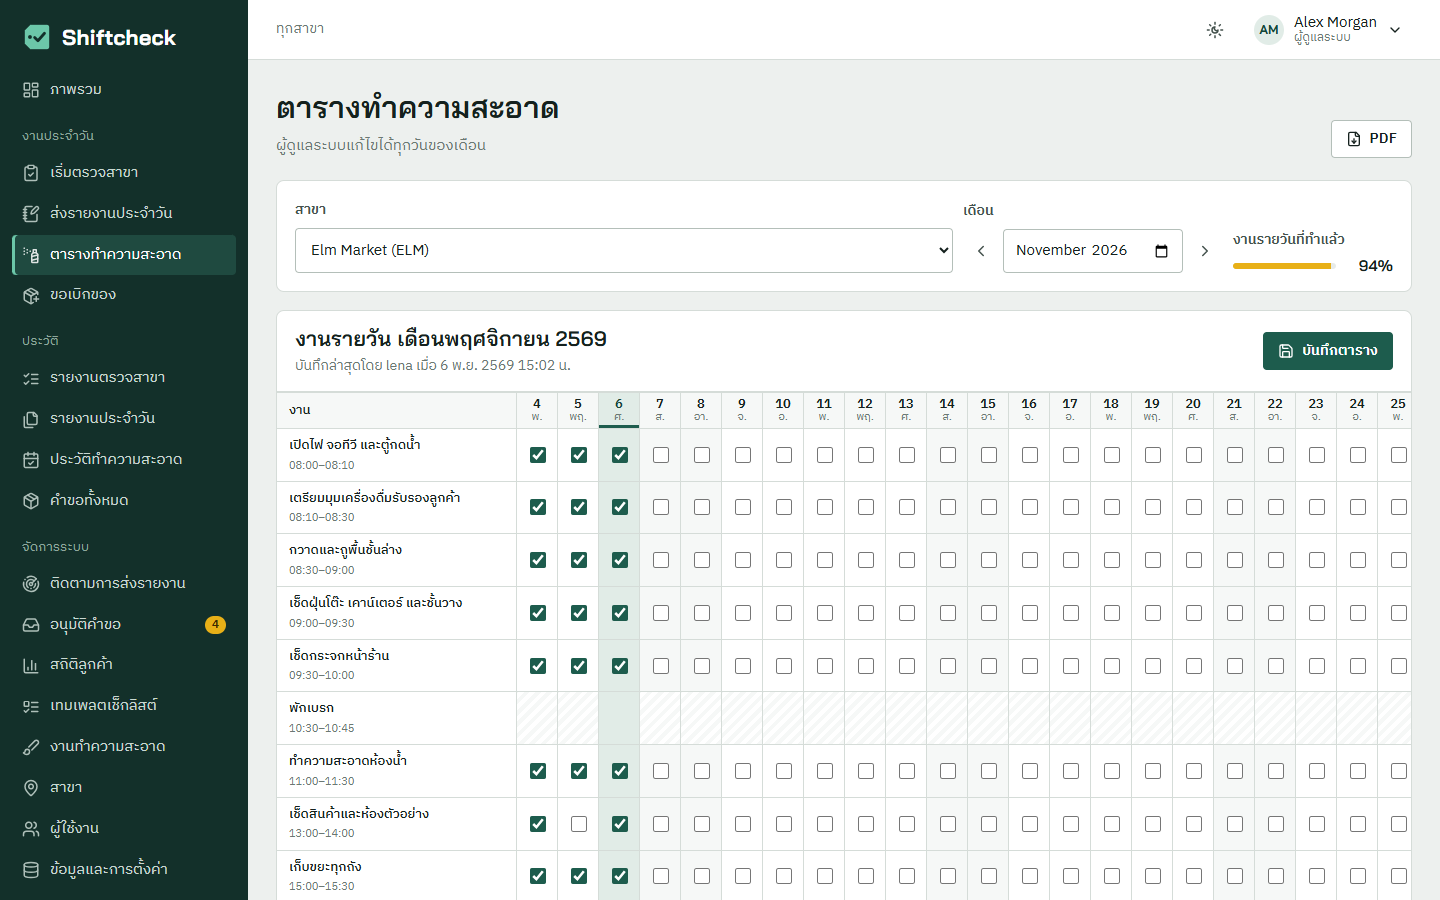 Shiftcheck
ภาพรวม
งานประจำวัน
เริ่มตรวจสาขา
ส่งรายงานประจำวัน
ตารางทำความสะอาด
ขอเบิกของ
ประวัติ
รายงานตรวจสาขา
รายงานประจำวัน
ประวัติทำความสะอาด
คำขอทั้งหมด
จัดการระบบ
ติดตามการส่งรายงาน
อนุมัติคำขอ 4
สถิติลูกค้า
เทมเพลตเช็กลิสต์
งานทำความสะอาด
สาขา
ผู้ใช้งาน
ข้อมูลและการตั้งค่า
ทุกสาขา
AM Alex Morgan
ผู้ดูแลระบบ
ตารางทำความสะอาด
ผู้ดูแลระบบแก้ไขได้ทุกวันของเดือน
PDF
สาขา
Elm Market (ELM)
เดือน
November 2026
งานรายวันที่ทำแล้ว
94%
งานรายวัน เดือนพฤศจิกายน 2569
บันทึกล่าสุดโดย lena เมื่อ 6 พ.ย. 2569 15:02 น.
บันทึกตาราง
งาน 4 5 6 7 8 9 10 11 12 13 14 15 16 17 18 19 20 21 22 23 24 25
พ. พฤ. ศ. ส. อา. จ. อ. พ. พฤ. ศ. ส. อา. จ. อ. พ. พฤ. ศ. ส. อา. จ. อ. พ.
เปิดไฟ จอทีวี และตู้กดน้ำ
08:00–08:10
เตรียมมุมเครื่องดื่มรับรองลูกค้า
08:10–08:30
กวาดและถูพื้นชั้นล่าง
08:30–09:00
เช็ดฝุ่นโต๊ะ เคาน์เตอร์ และชั้นวาง
09:00–09:30
เช็ดกระจกหน้าร้าน
09:30–10:00
พักเบรก
10:30–10:45
ทำความสะอาดห้องน้ำ
11:00–11:30
เช็ดสินค้าและห้องตัวอย่าง
13:00–14:00
เก็บขยะทุกถัง
15:00–15:30